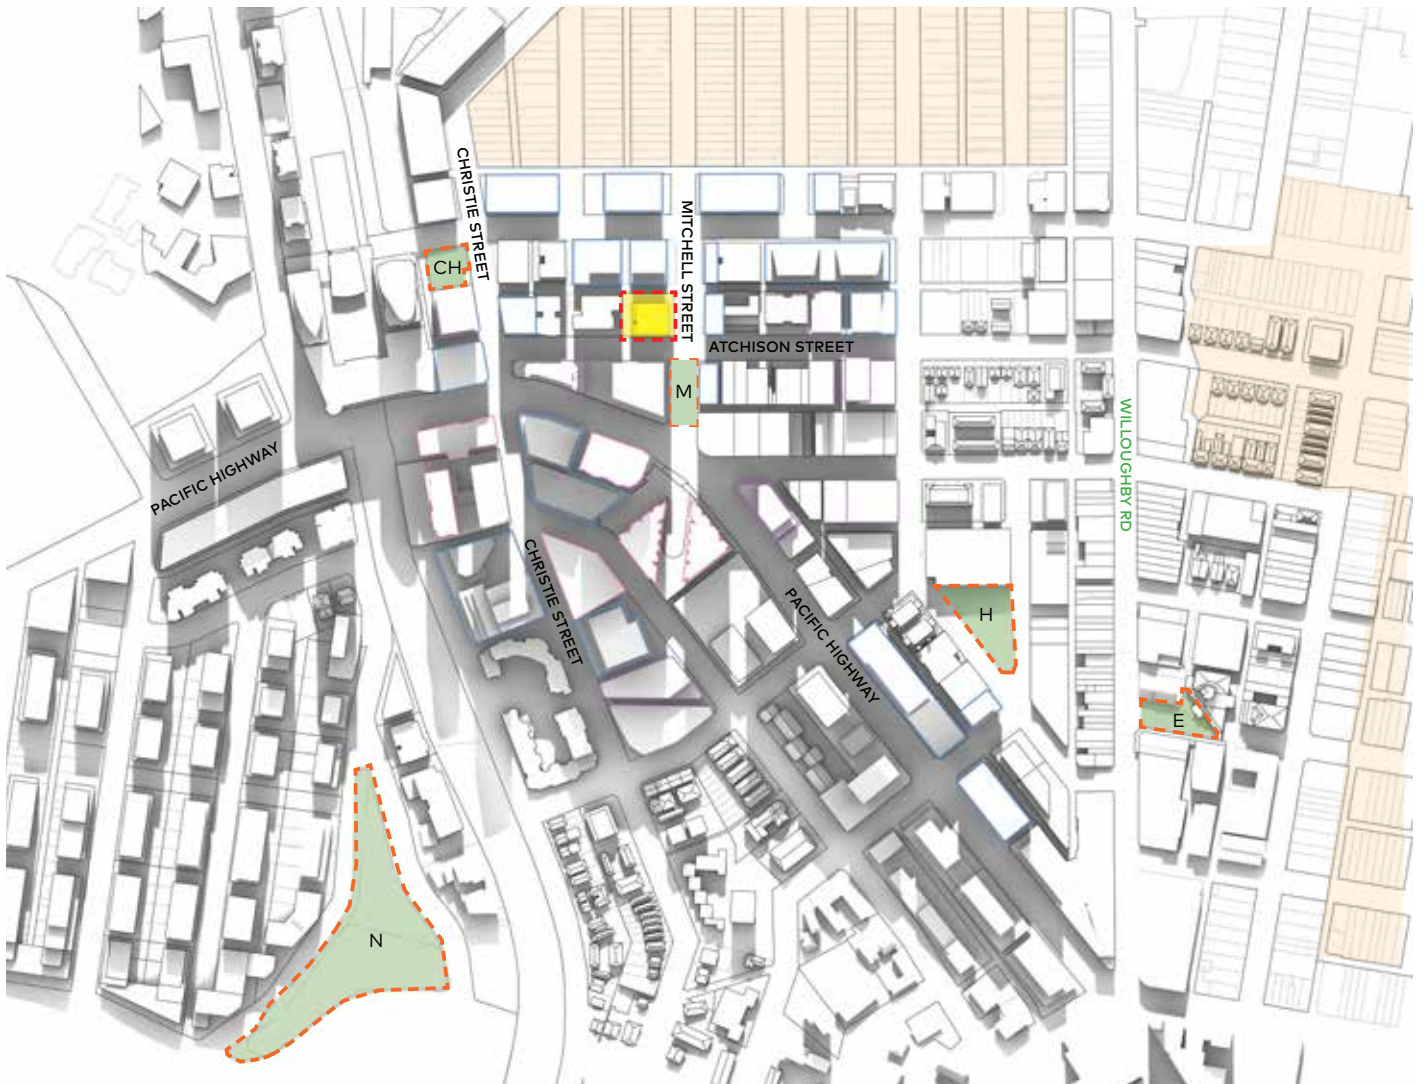 CHRISTIE STREET
MITCHELL STREET
CH
ATCHISON STREET
M
WILLOUGHBY RD
PACIFIC HIGHWAY
CHRISTIE STREET
PACIFIC HIGHWAY
H
E
N